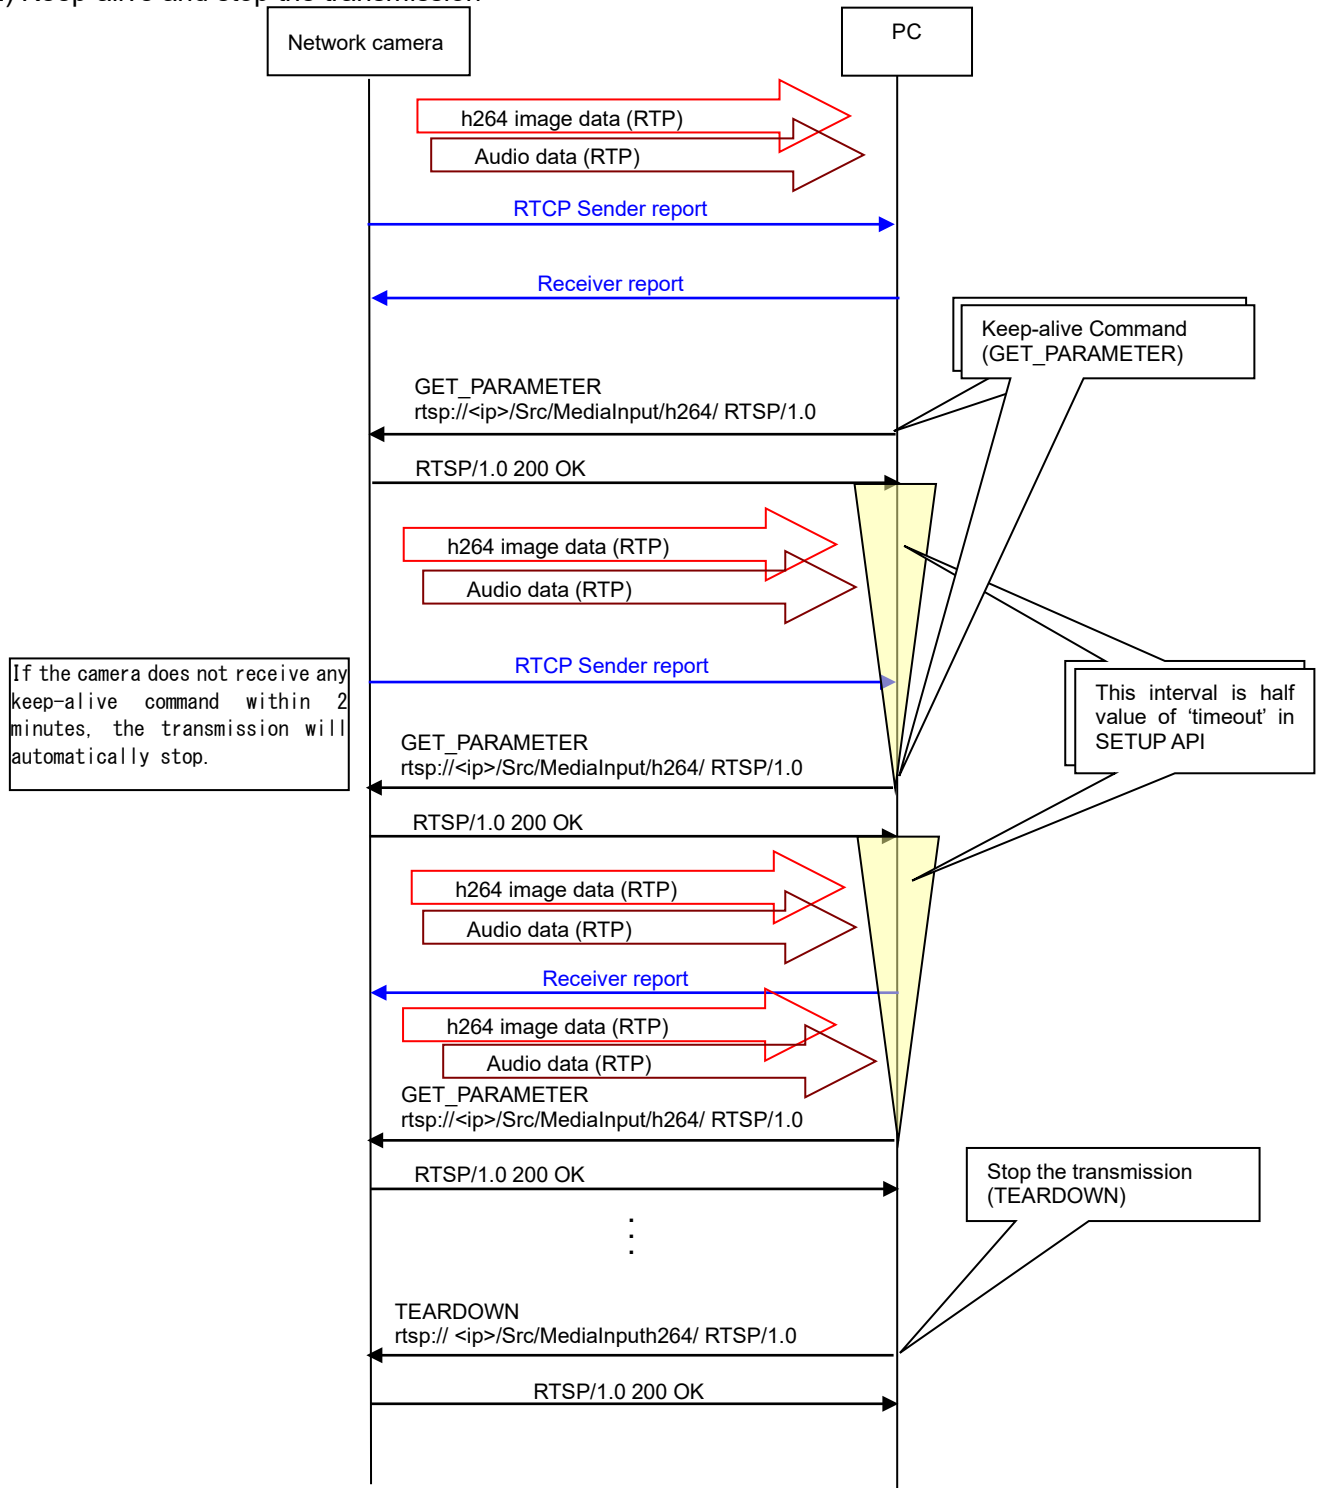 ) Keep-alive and stop the transmission
Network camera
PC
h264 image data (RTP)
Audio data (RTP)
RTCP Sender report
Receiver report
Keep-alive Command
(GET_PARAMETER)
GET_PARAMETER
rtsp://<ip>/Src/MediaInput/h264/ RTSP/1.0
RTSP/1.0 200 OK
h264 image data (RTP)
Audio data (RTP)
If the camera does not receive any
keep-alive command within 2
minutes, the transmission will
automatically stop.
RTCP Sender report
This interval is half
value of ‘timeout’ in
SETUP API
GET_PARAMETER
rtsp://<ip>/Src/MediaInput/h264/ RTSP/1.0
RTSP/1.0 200 OK
h264 image data (RTP)
Audio data (RTP)
Receiver report
h264 image data (RTP)
Audio data (RTP)
GET_PARAMETER
rtsp://<ip>/Src/MediaInput/h264/ RTSP/1.0
RTSP/1.0 200 OK
Stop the transmission
(TEARDOWN)
TEARDOWN
rtsp:// <ip>/Src/MediaInputh264/ RTSP/1.0
RTSP/1.0 200 OK